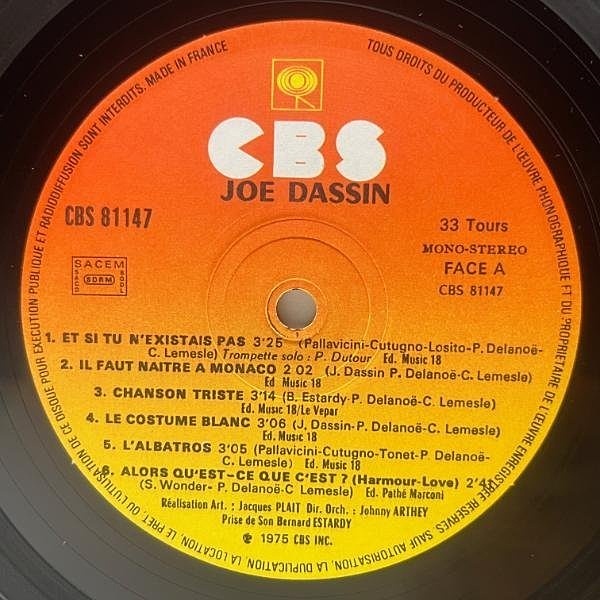 TOUS DROITS DU PRODUCTEUR DE L'ŒUVRE PHONOGRAPHIQUE ET DU PROPRIETAIRE DE L'ŒUVRE ENREGISTREE RESERVES. SAUF AUTORISATION, LA DUPLICATION, LA LOCATION, LE PRET, OU L'UTILISATION DE CE DISQUE POUR EXECUTION PUBLIQUE ET RADIODIFFUSION SONT INTERDITS. MADE IN FRANCE
CBS
JOE DASSIN
CBS 81147
33 Tours
MONO-STEREO
FACE A
CBS 81147
SACEM
SACD SDRM SGDL
1. ET SI TU N'EXISTAIS PAS 3'25 (Pallavicini-Cutugno-Losito-P. Delanoë-
C. Lemesle) Trompette solo : P. Dutour / Ed. Music 18
2. IL FAUT NAITRE A MONACO 2 02 (J. Dassin P. Delanoë-C. Lemesle)
Ed. Music 18
3. CHANSON TRISTE 3'14 (B. Estardy-P. Delanoë-C. Lemesle)
Ed. Music 18/Le Vepar
4. LE COSTUME BLANC 3'06 (J, Dassin-P. Delanoë-C. Lemesle)
Ed. Music 18
5. L'ALBATROS 3'05 (Pallavicini-Cutugno-Tonet-P. Delanoë-
C. Lemesle) Ed. Music 18
6. ALORS QU'EST-CE QUE C'EST ? (Harmour-Love) 2'41
(S. Wonder- P. Delanoë-C Lemesle) Ed. Pathé Marconi
Réalisation Art. : Jacques PLAIT Dir. Orch. : Johnny ARTHEY
Prise de Son Bernard ESTARDY
℗ 1975 CBS INC.